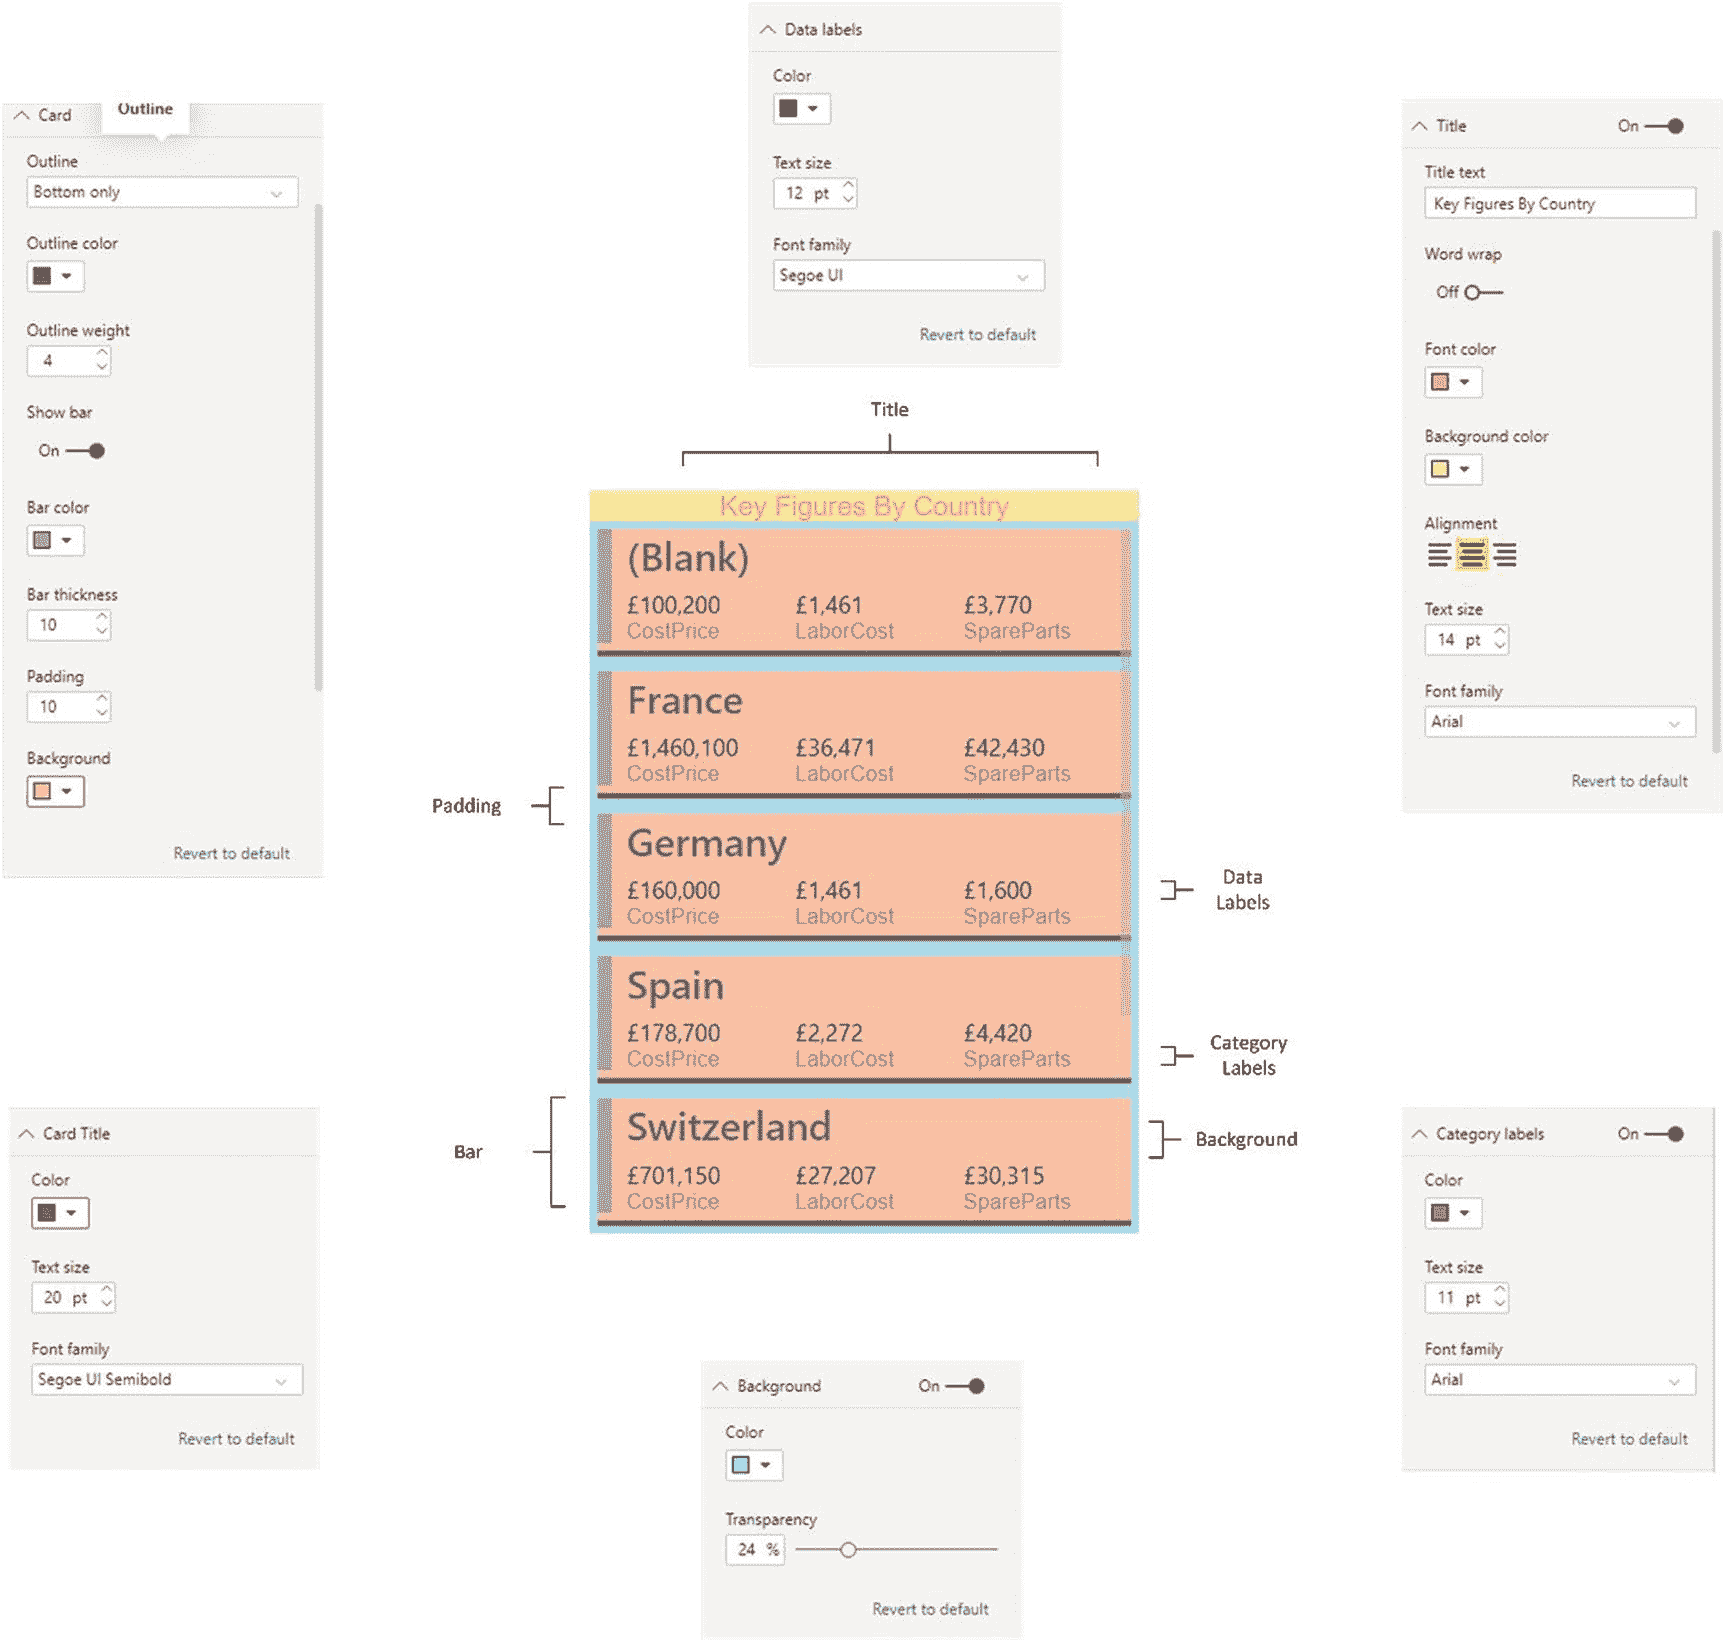 Data labels
Color
Text size
12 pt
Font family
Segoe UI
Revert to default
Card
Outline
Outline
Bottom only
Outline color
Outline weight
4
Show bar
On
Bar color
Bar thickness
10
Padding
10
Background
Revert to default
Title On
Title text
Key Figures By Country
Word wrap
Off
Font color
Background color
Alignment
Text size
14 pt
Font family
Arial
Revert to default
Title
Key Figures By Country
(Blank)
£100,200 £1,461 £3,770
CostPrice LaborCost SpareParts
France
£1,460,100 £36,471 £42,430
CostPrice LaborCost SpareParts
Padding
Germany
£160,000 £1,461 £1,600
CostPrice LaborCost SpareParts
Data
Labels
Spain
£178,700 £2,272 £4,420
CostPrice LaborCost SpareParts
Category
Labels
Switzerland
£701,150 £27,207 £30,315
CostPrice LaborCost SpareParts
Bar
Background
Card Title
Color
Text size
20 pt
Font family
Segoe UI Semibold
Revert to default
Category labels On
Color
Text size
11 pt
Font family
Arial
Revert to default
Background On
Color
Transparency
24 %
Revert to default